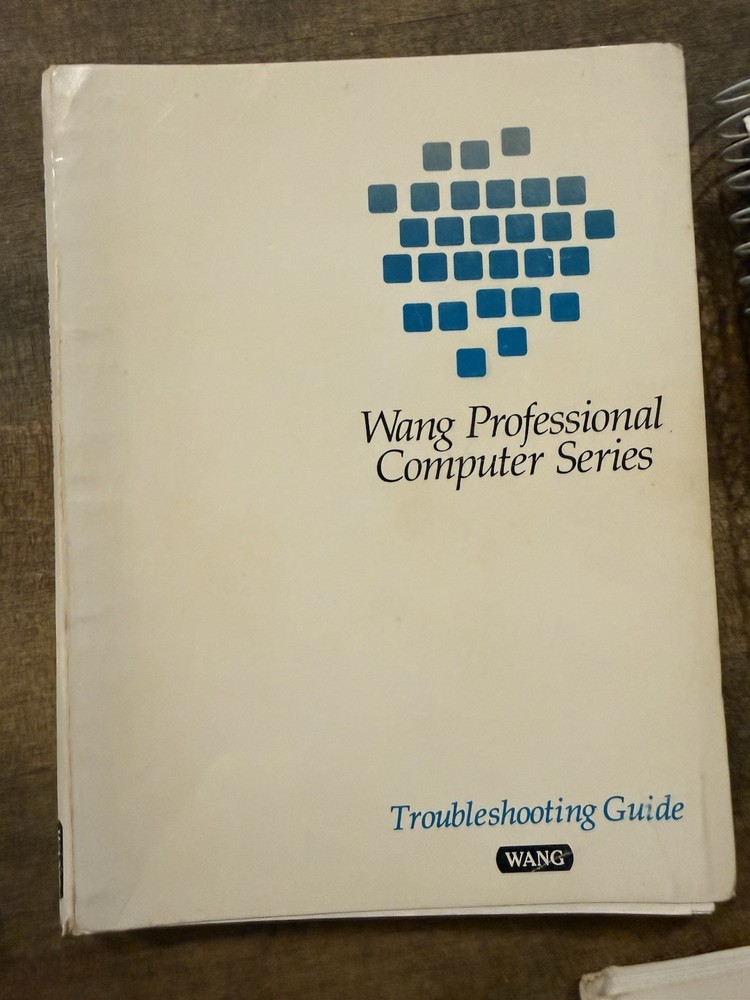 Wang Professional
Computer Series
Troubleshooting Guide
WANG